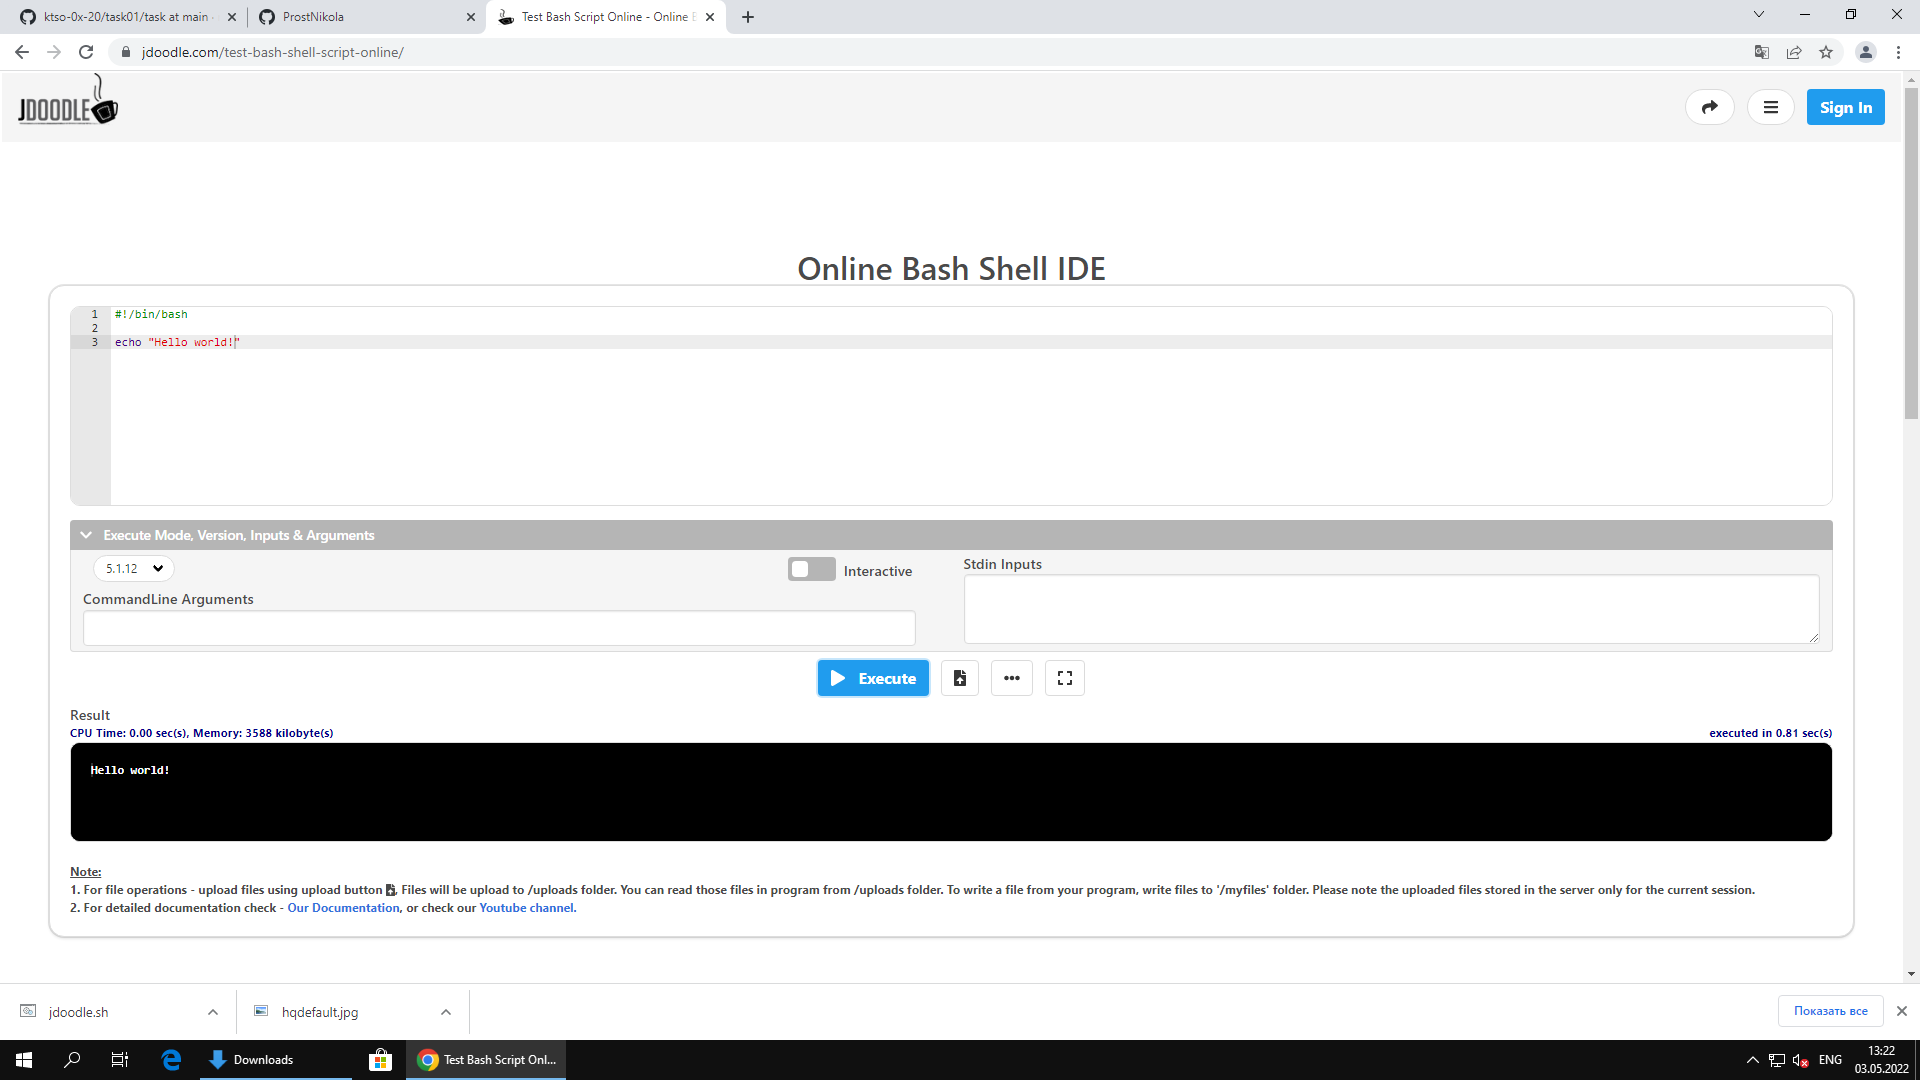 ktso-0x-20/task01/task at main
ProstNikola
Test Bash Script Online - Online
jdoodle.com/test-bash-shell-script-online/
JDOODLE
Sign In
Online Bash Shell IDE
1 #!/bin/bash
2
3 echo "Hello world!"
Execute Mode, Version, Inputs & Arguments
5.1.12
Interactive
Stdin Inputs
CommandLine Arguments
Execute
Result
CPU Time: 0.00 sec(s), Memory: 3588 kilobyte(s)
executed in 0.81 sec(s)
Hello world!
Note:
1. For file operations - upload files using upload button , Files will be upload to /uploads folder. You can read those files in program from /uploads folder. To write a file from your program, write files to '/myfiles' folder. Please note the uploaded files stored in the server only for the current session.
2. For detailed documentation check - Our Documentation, or check our Youtube channel.
jdoodle.sh
hqdefault.jpg
Показать все
Downloads
Test Bash Script Onl...
ENG
13:22
03.05.2022